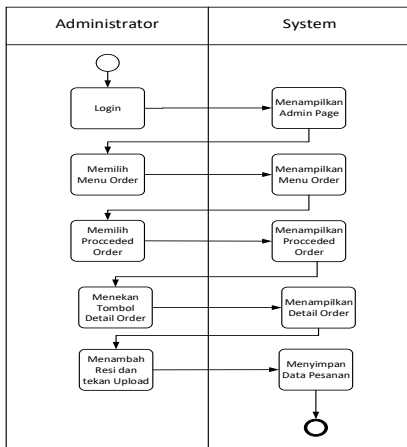 Administrator
System
Login
Menampilkan
Admin Page
Memilih
Menu Order
Menampilkan
Menu Order
Memilih
Procceded
Order
Menampilkan
Procceded
Order
Menekan
Tombol
Detail Order
Menampilkan
Detail Order
Menambah
Resi dan
tekan Upload
Menyimpan
Data Pesanan